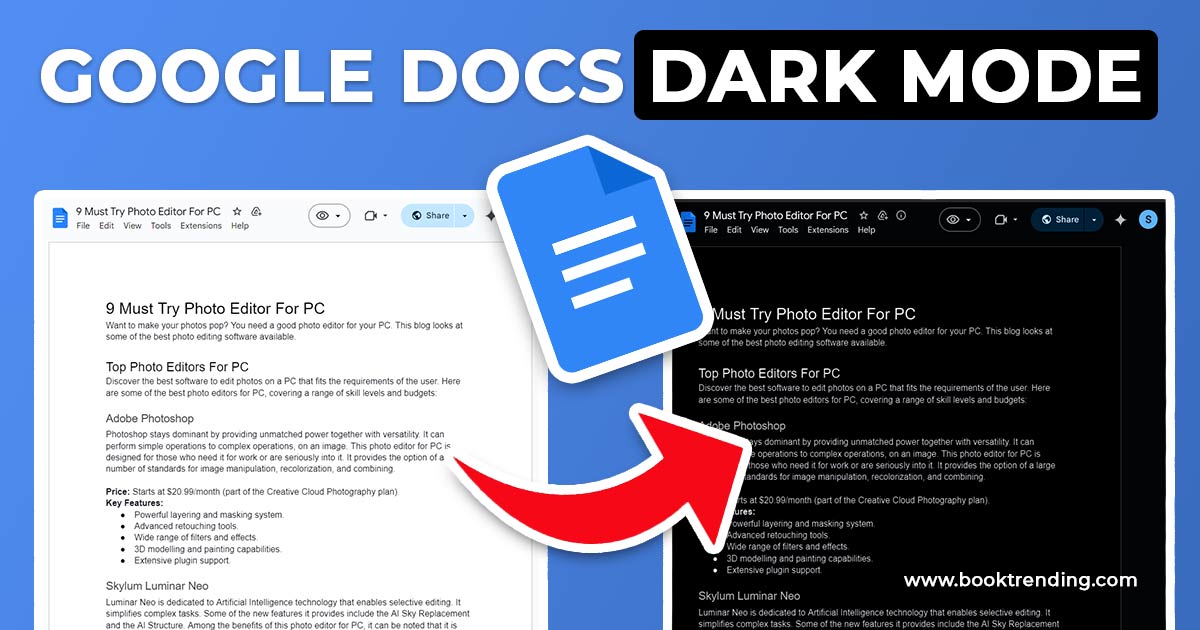 GOOGLE DOCS DARK MODE
9 Must Try Photo Editor For PC
File Edit View Tools Extensions Help
Share
9 Must Try Photo Editor For PC
Want to make your photos pop? You need a good photo editor for your PC. This blog looks at
some of the best photo editing software available.
Top Photo Editors For PC
Discover the best software to edit photos on a PC that fits the requirements of the user. Here
are some of the best photo editors for PC, covering a range of skill levels and budgets:
Adobe Photoshop
Photoshop stays dominant by providing unmatched power together with versatility. It can
perform simple operations to complex operations, on an image. This photo editor for PC is
designed for those who need it for work or are seriously into it. It provides the option of a
number of standards for image manipulation, recolorization, and combining.
Price: Starts at $20.99/month (part of the Creative Cloud Photography plan).
Key Features:
● Powerful layering and masking system.
● Advanced retouching tools.
● Wide range of filters and effects.
● 3D modelling and painting capabilities.
● Extensive plugin support.
Skylum Luminar Neo
Luminar Neo is dedicated to Artificial Intelligence technology that enables selective editing. It
simplifies complex tasks. Some of the new features it provides include the AI Sky Replacement
and the AI Structure. Among the benefits of this photo editor for PC, it can be noted that it is
9 Must Try Photo Editor For PC
File Edit View Tools Extensions Help
Share
S
Must Try Photo Editor For PC
to make your photos pop? You need a good photo editor for your PC. This blog looks at
some of the best photo editing software available.
Top Photo Editors For PC
Discover the best software to edit photos on a PC that fits the requirements of the user. Here
are some of the best photo editors for PC, covering a range of skill levels and budgets:
Adobe Photoshop
dominant by providing unmatched power together with versatility. It can
operations to complex operations, on an image. This photo editor for PC is
those who need it for work or are seriously into it. It provides the option of a large
standards for image manipulation, recolorization, and combining.
at $20.99/month (part of the Creative Cloud Photography plan).
Powerful layering and masking system.
Advanced retouching tools.
Wide range of filters and effects.
● 3D modelling and painting capabilities.
● Extensive plugin support.
www.booktrending.com
Skylum Luminar Neo
Luminar Neo is dedicated to Artificial Intelligence technology that enables selective editing. It
simplifies complex tasks. Some of the new features it provides include the AI Sky Replacement